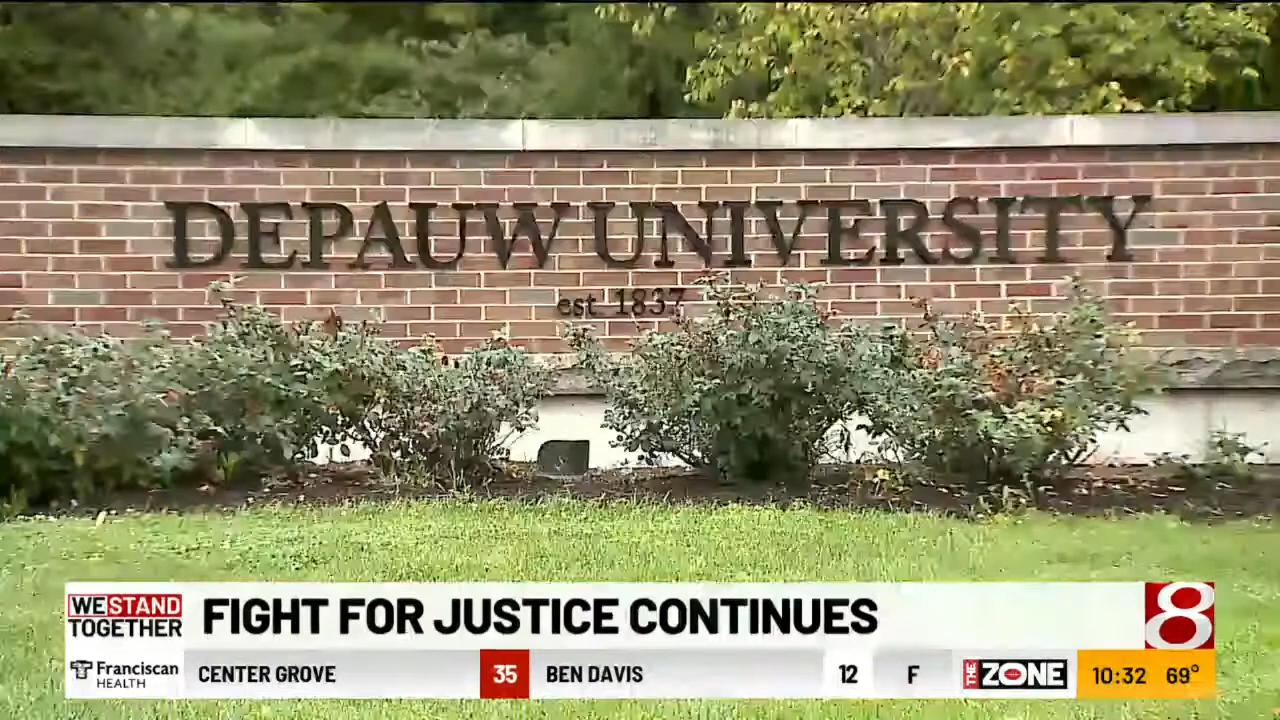 DEPAUW UNIVERSITY
est. 1837
WE STAND TOGETHER
FIGHT FOR JUSTICE CONTINUES
8
Franciscan HEALTH
CENTER GROVE 35 BEN DAVIS 12 F
THE ZONE
10:32 69°